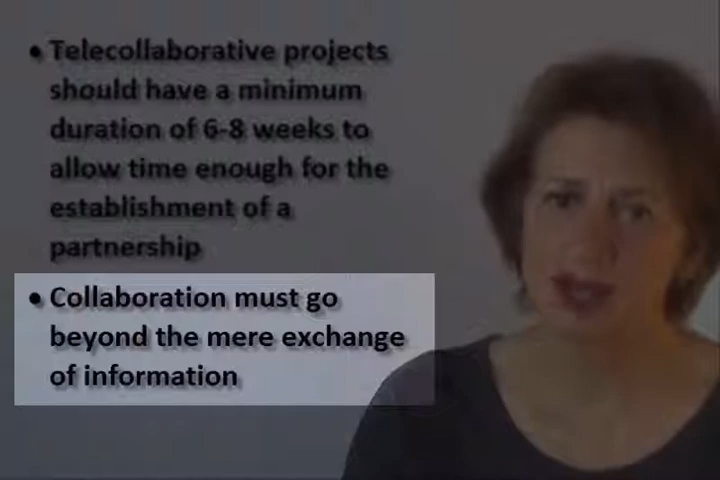 • Telecollaborative projects
should have a minimum
duration of 6-8 weeks to
allow time enough for the
establishment of a
partnership
• Collaboration must go
beyond the mere exchange
of information